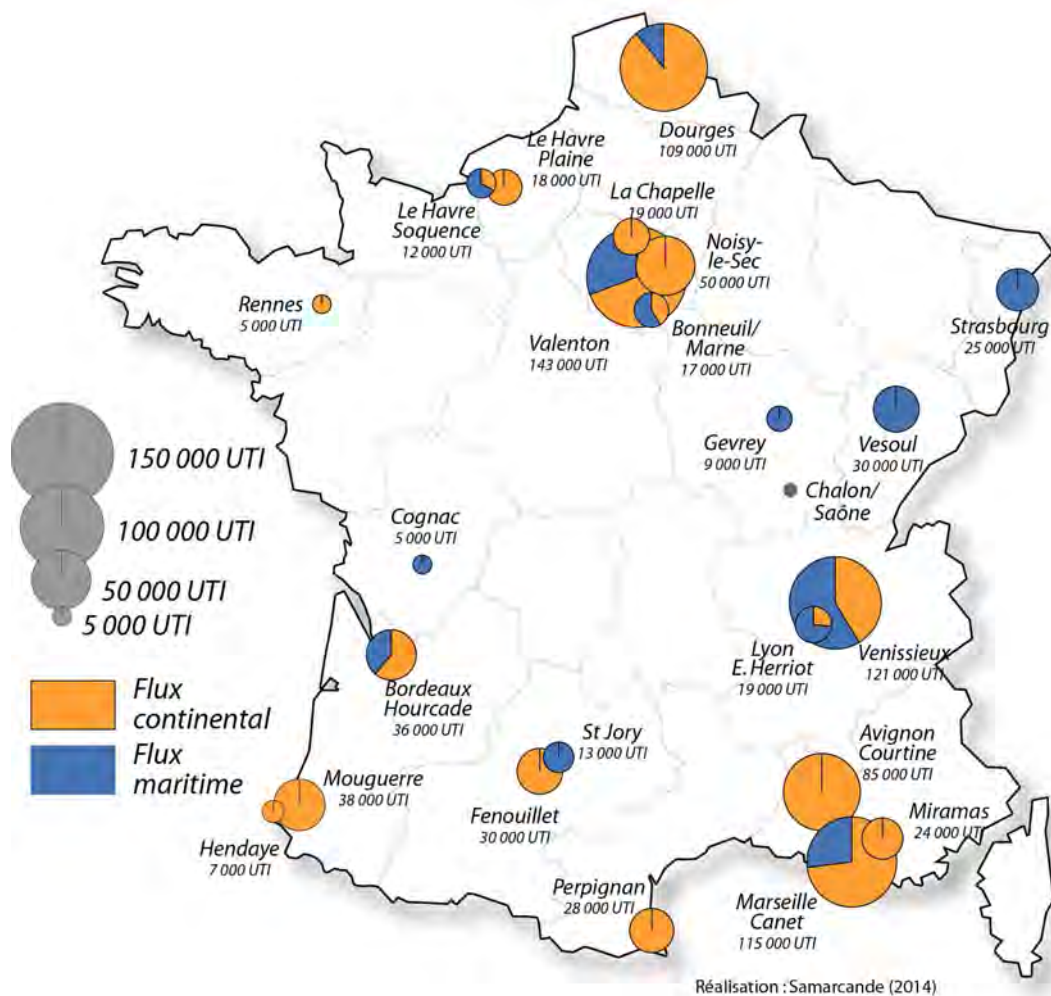 Dourges
109 000 UTI
Le Havre
Plaine
18 000 UTI
La Chapelle
19 000 UTI
Le Havre
Soquence
12 000 UTI
Noisy-
le-Sec
50 000 UTI
Rennes
5 000 UTI
Strasbourg
25 000 UTI
Valenton
143 000 UTI
Bonneuil/
Marne
17 000 UTI
Gevrey
9 000 UTI
Vesoul
30 000 UTI
150 000 UTI
100 000 UTI
50 000 UTI
5 000 UTI
Chalon/
Saône
Cognac
5 000 UTI
Lyon
E. Herriot
19 000 UTI
Venissieux
121 000 UTI
Flux
continental
Flux
maritime
Bordeaux
Hourcade
36 000 UTI
St Jory
13 000 UTI
Avignon
Courtine
85 000 UTI
Mouguerre
38 000 UTI
Fenouillet
30 000 UTI
Miramas
24 000 UTI
Hendaye
7 000 UTI
Perpignan
28 000 UTI
Marseille
Canet
115 000 UTI
Réalisation : Samarcande (2014)